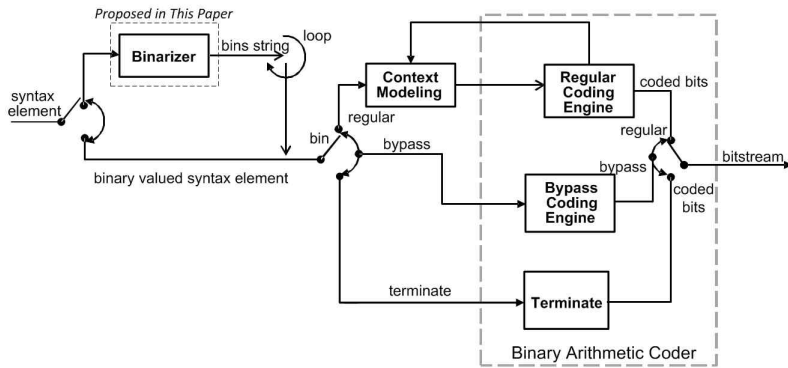 Proposed in This Paper
Binarizer
bins string
loop
syntax
element
binary valued syntax element
bin
regular
bypass
terminate
Context
Modeling
Regular
Coding
Engine
coded bits
regular
bypass
coded
bits
bitstream
Bypass
Coding
Engine
Terminate
Binary Arithmetic Coder